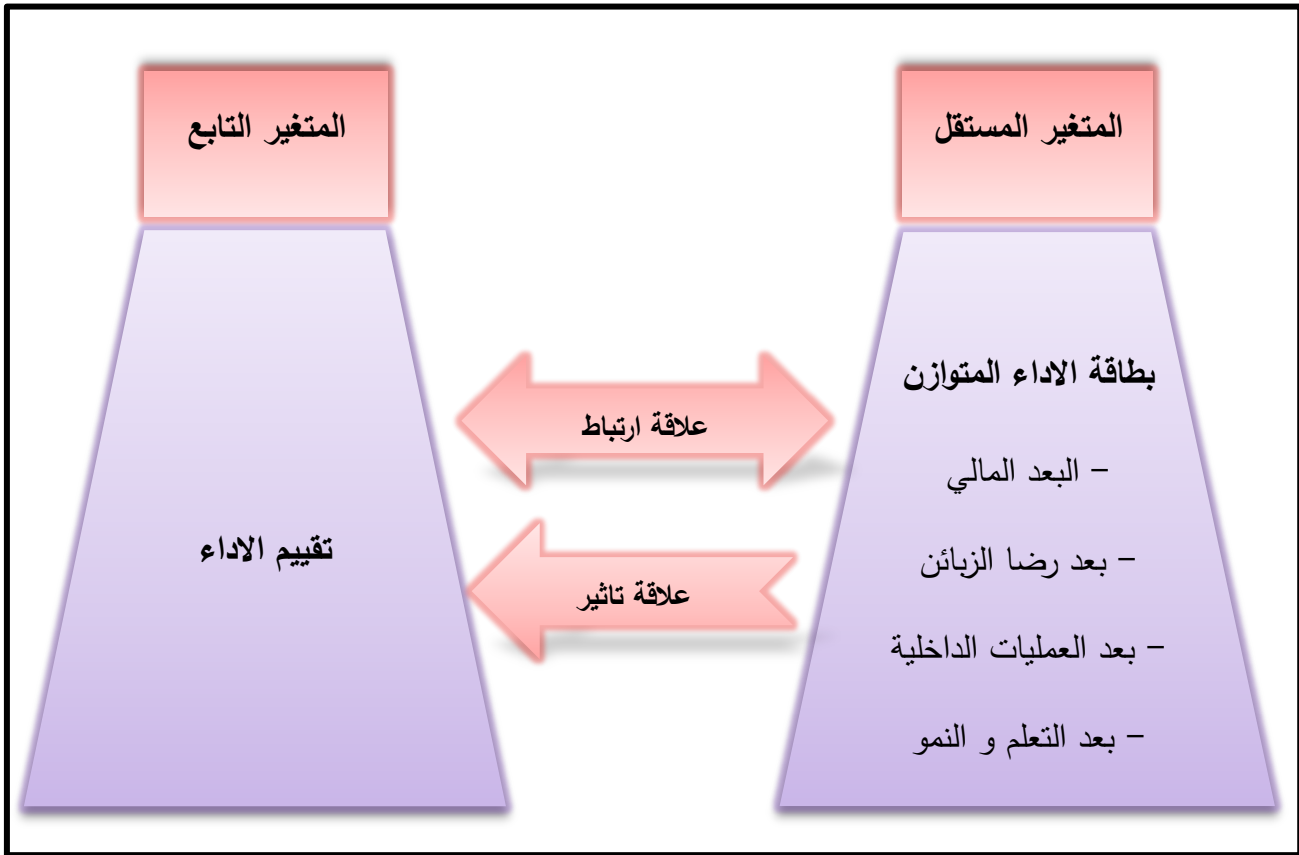 المتغير المستقل
المتغير التابع
بطاقة الاداء المتوازن
- البعد المالي
- بعد رضا الزبائن
- بعد العمليات الداخلية
- بعد التعلم و النمو
علاقة ارتباط
علاقة تاثير
تقييم الاداء